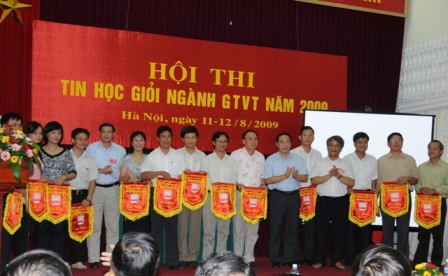 HỘI THI
TIN HỌC GIỎI NGÀNH GTVT NĂM 2009
Hà Nội, ngày 11-12/8/2009